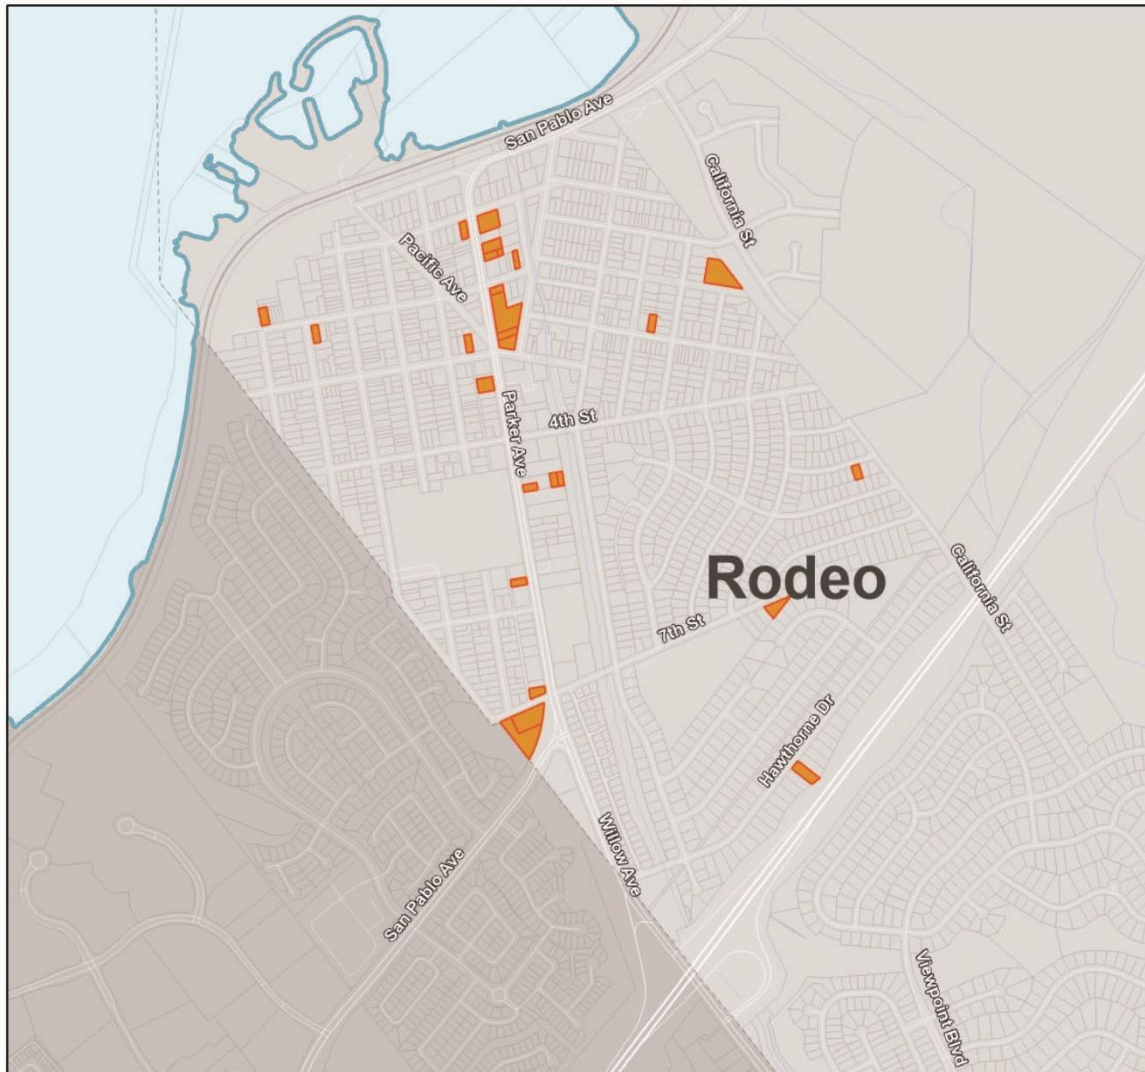 San Pablo Ave
California St
Pacific Ave
Parker Ave
4th St
Rodeo
California St
7th St
Hawthorne Dr
Willow Ave
San Pablo Ave
Viewpoint Blvd